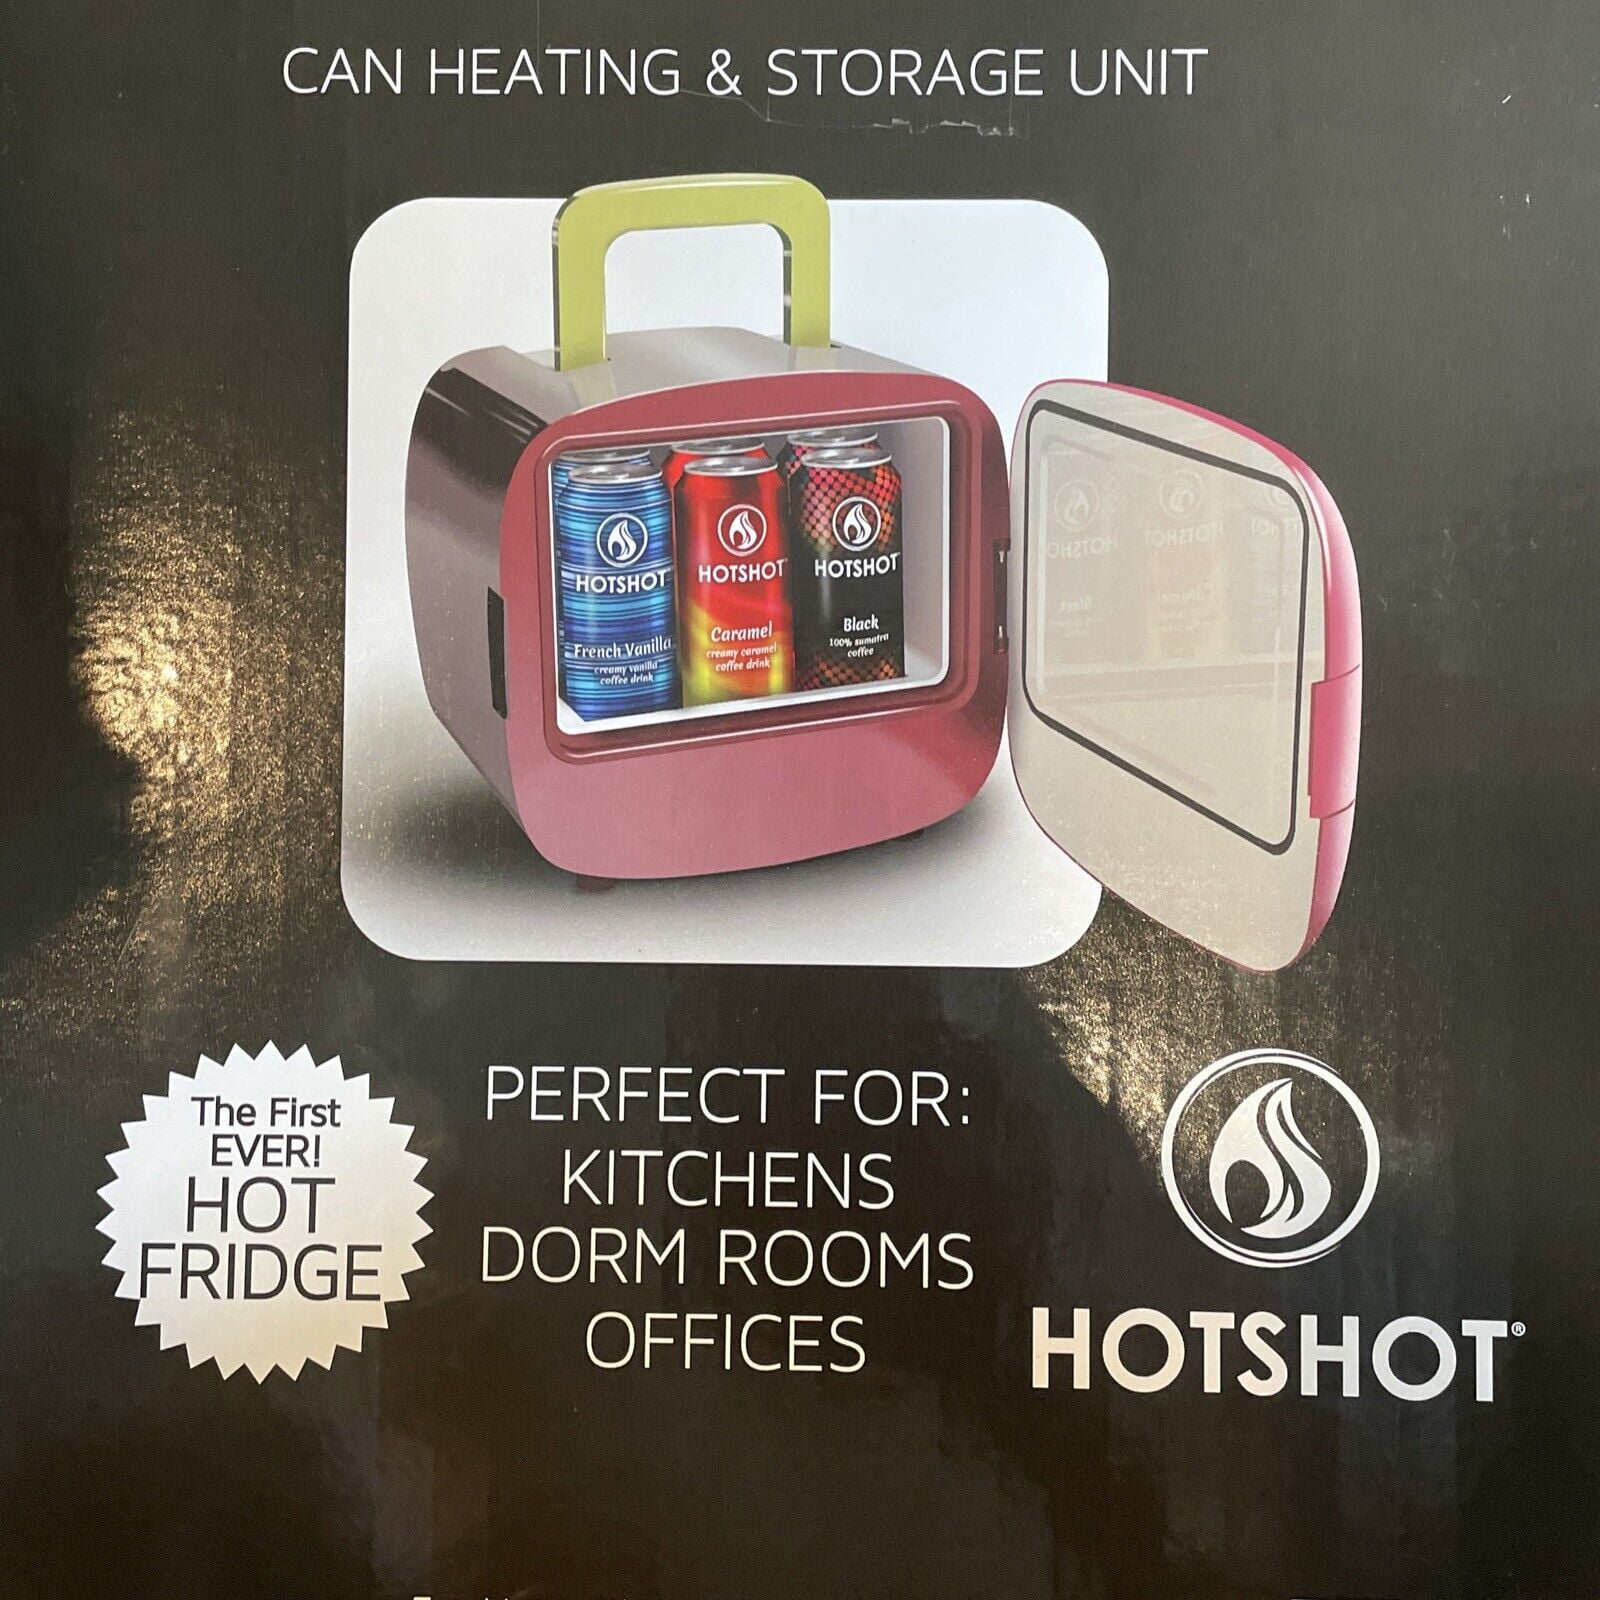 CAN HEATING & STORAGE UNIT
HOTSHOT
French Vanilla
creamy vanilla
coffee drink
HOTSHOT
Caramel
creamy caramel
coffee drink
HOTSHOT
Black
100% sumatra
coffee
The First
EVER!
HOT
FRIDGE
PERFECT FOR:
KITCHENS
DORM ROOMS
OFFICES
HOTSHOT®